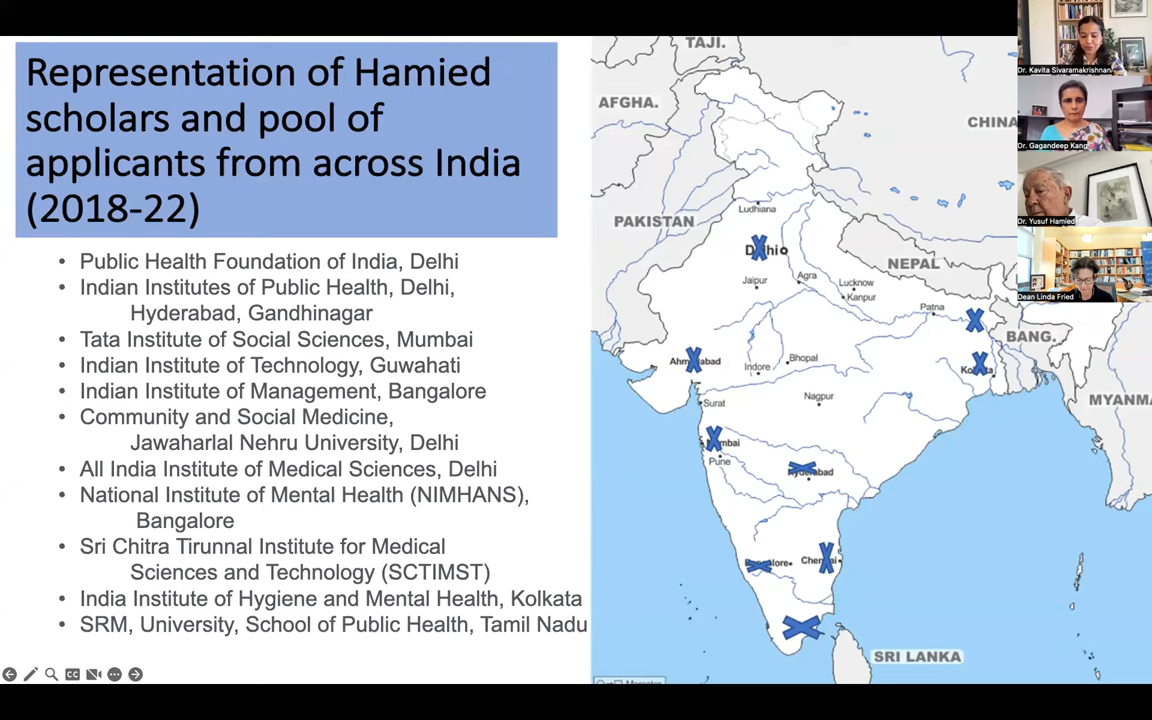 Representation of Hamied
scholars and pool of
applicants from across India
(2018-22)
• Public Health Foundation of India, Delhi
• Indian Institutes of Public Health, Delhi,
Hyderabad, Gandhinagar
• Tata Institute of Social Sciences, Mumbai
• Indian Institute of Technology, Guwahati
• Indian Institute of Management, Bangalore
• Community and Social Medicine,
Jawaharlal Nehru University, Delhi
• All India Institute of Medical Sciences, Delhi
• National Institute of Mental Health (NIMHANS),
Bangalore
• Sri Chitra Tirunnal Institute for Medical
Sciences and Technology (SCTIMST)
• India Institute of Hygiene and Mental Health, Kolkata
• SRM, University, School of Public Health, Tamil Nadu
TAJI.
AFGHA.
CHINA
PAKISTAN
Ludhiana
Delhi
NEPAL
Jaipur
Agra
Lucknow
Kanpur
Patna
BANG.
Ahmedabad
Indore
Bhopal
Kolkata
MYANMA
Surat
Nagpur
Mumbai
Pune
Hyderabad
Bangalore
Chennai
SRI LANKA
CC
Dr. Kavita Sivaramakrishnan
Dr. Gagandeep Kang
Dr. Yusuf Hamied
Dean Linda Fried